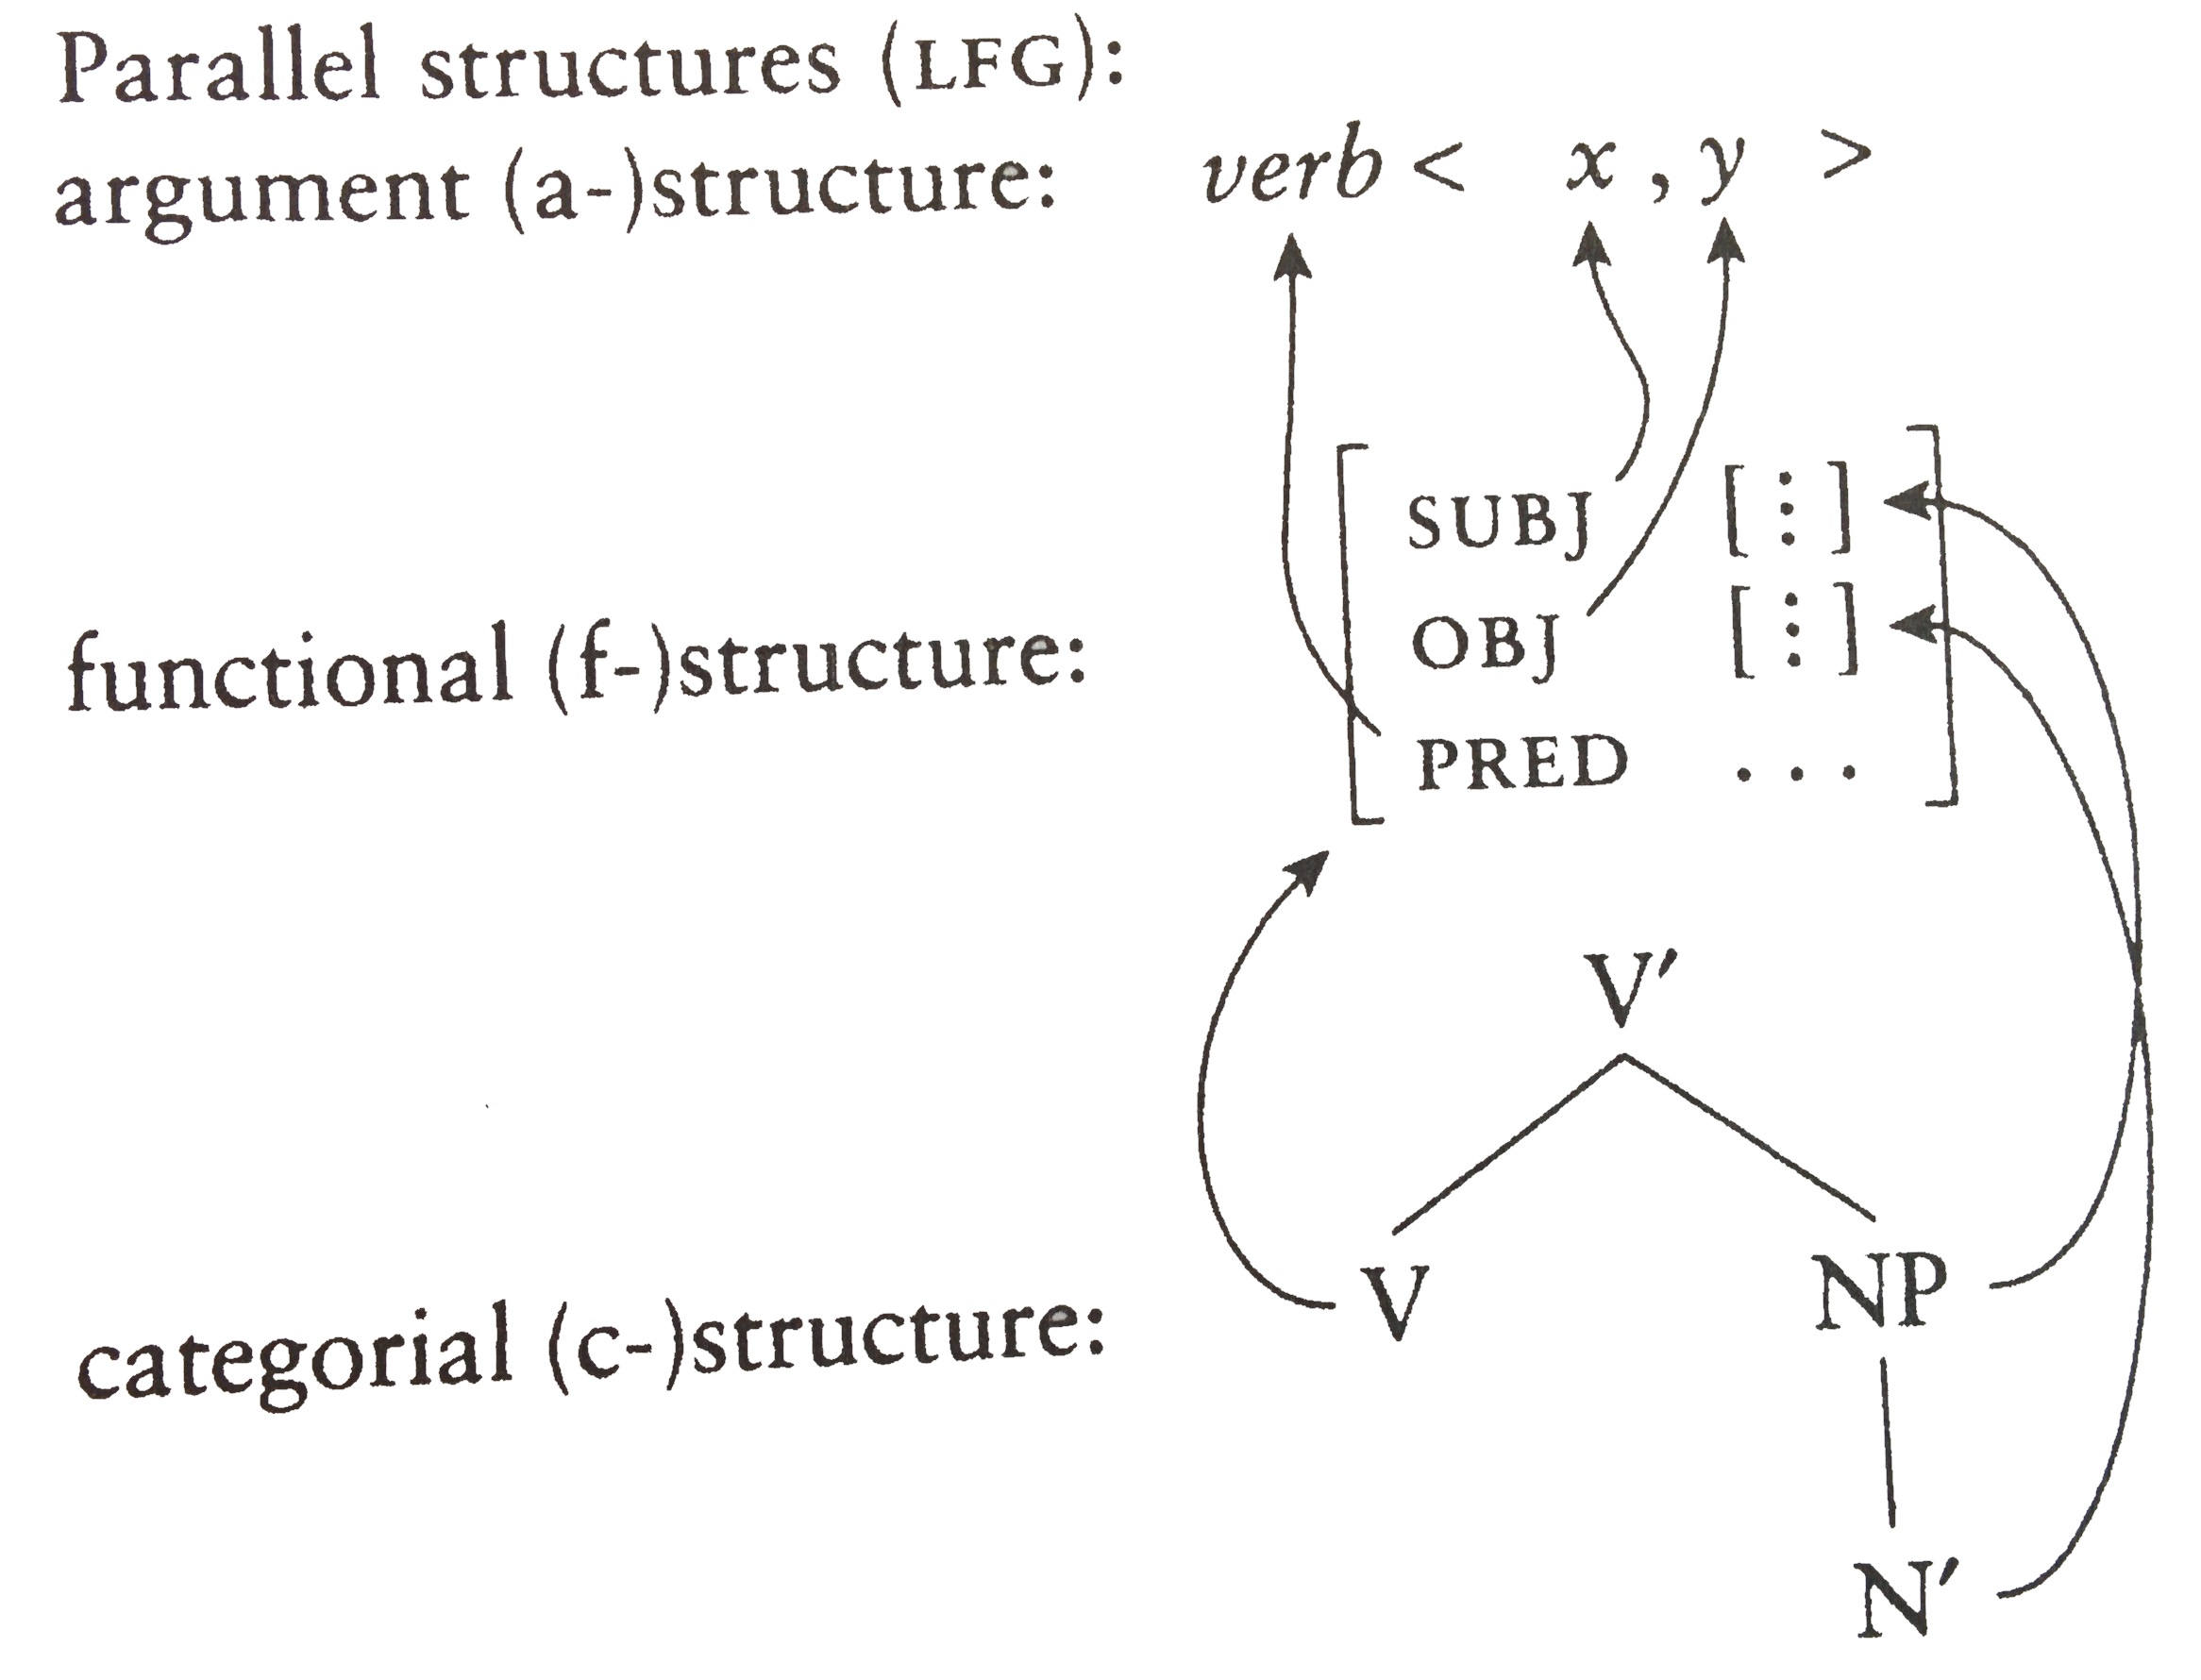 Parallel structures (LFG):
argument (a-)structure: verb < x , y >
SUBJ [ ⋮ ]
OBJ [ ⋮ ]
functional (f-)structure:
PRED . . .
V′
V NP
categorial (c-)structure:
N′